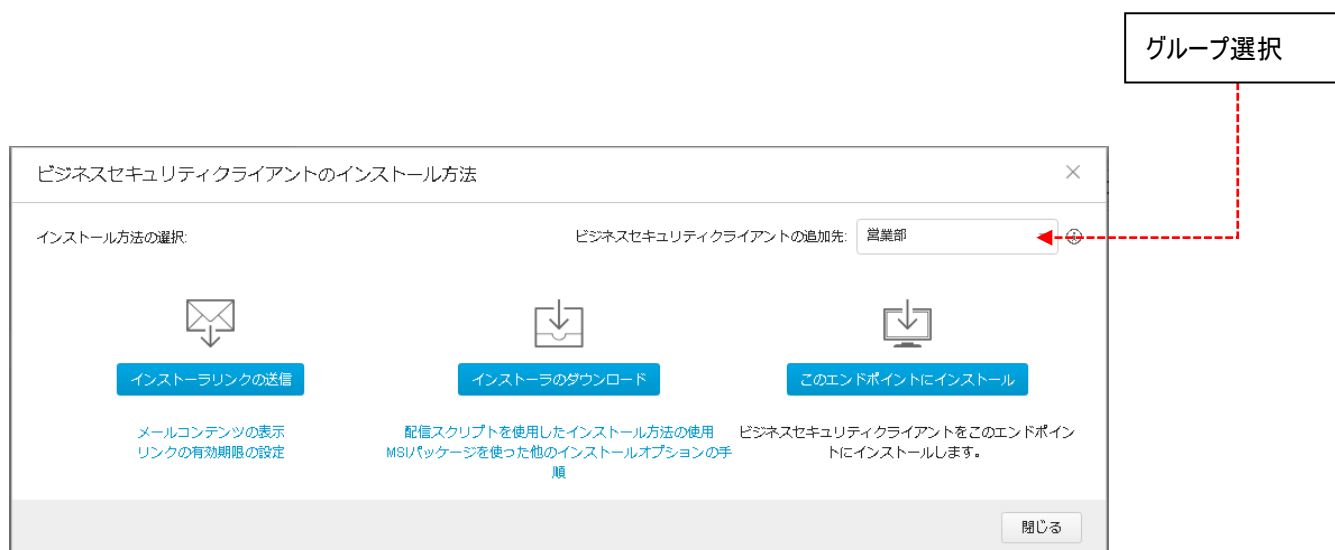 グループ選択
ビジネスセキュリティクライアントのインストール方法
インストール方法の選択:
ビジネスセキュリティクライアントの追加先: 営業部
インストーラリンクの送信
メールコンテンツの表示
リンクの有効期限の設定
インストーラのダウンロード
配信スクリプトを使用したインストール方法の使用
MSIパッケージを使った他のインストールオプションの手
順
このエンドポイントにインストール
ビジネスセキュリティクライアントをこのエンドポイン
トにインストールします。
閉じる